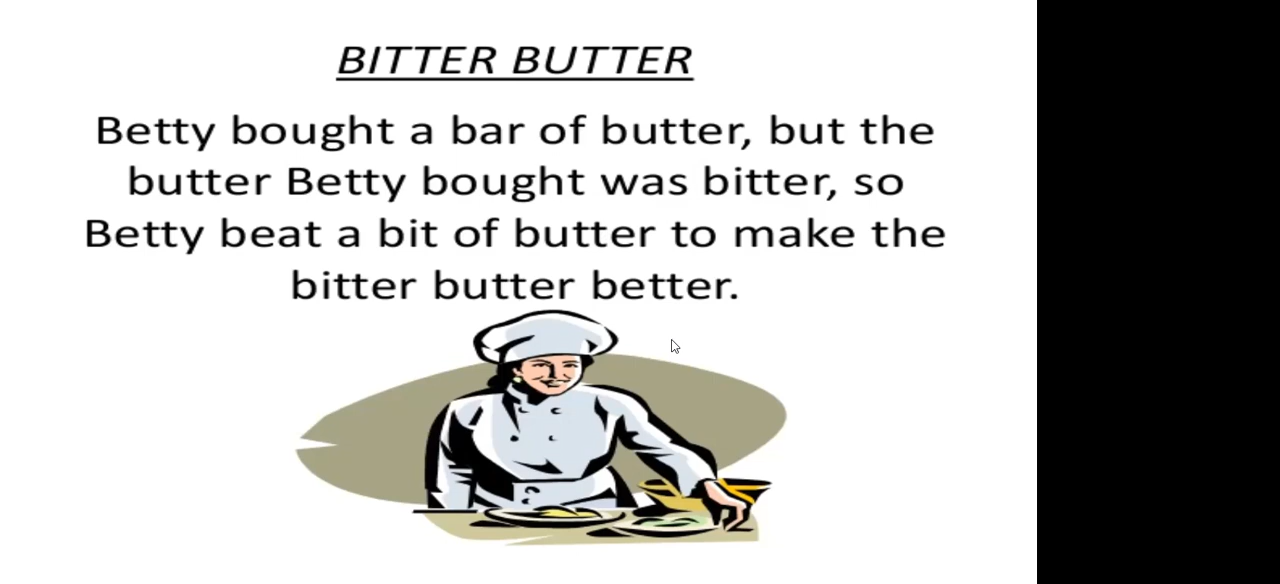 BITTER BUTTER
Betty bought a bar of butter, but the
butter Betty bought was bitter, so
Betty beat a bit of butter to make the
bitter butter better.